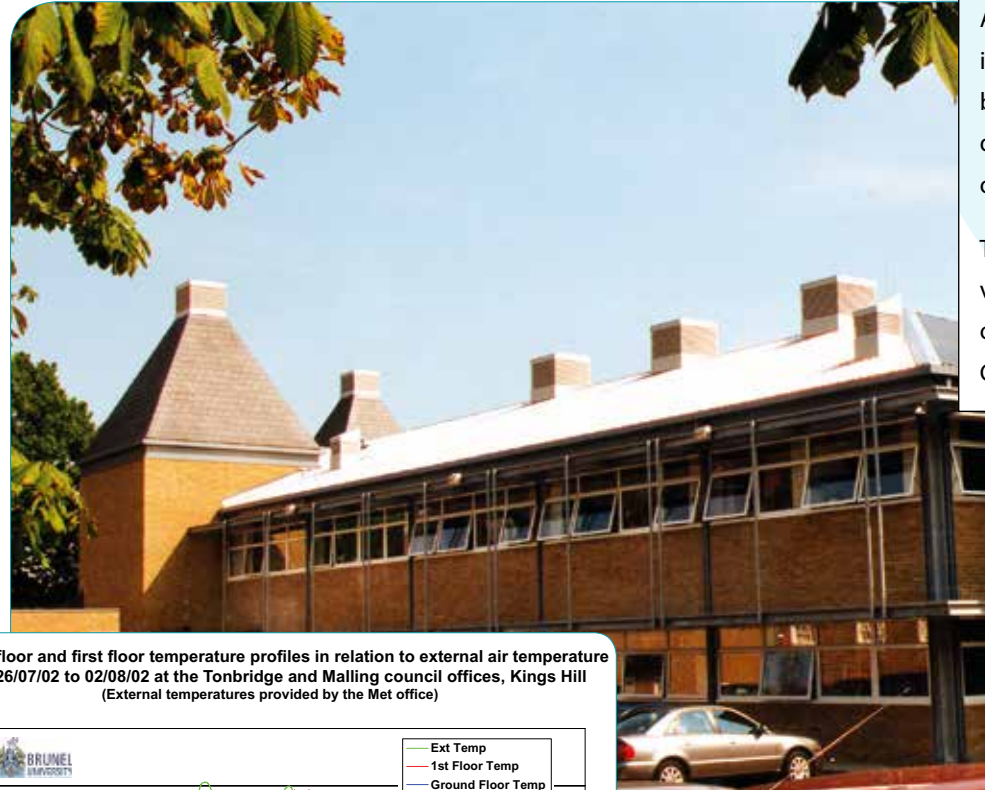 floor and first floor temperature profiles in relation to external air temperature
26/07/02 to 02/08/02 at the Tonbridge and Malling council offices, Kings Hill
(External temperatures provided by the Met office)
BRUNEL
UNIVERSITY
Ext Temp
1st Floor Temp
Ground Floor Temp